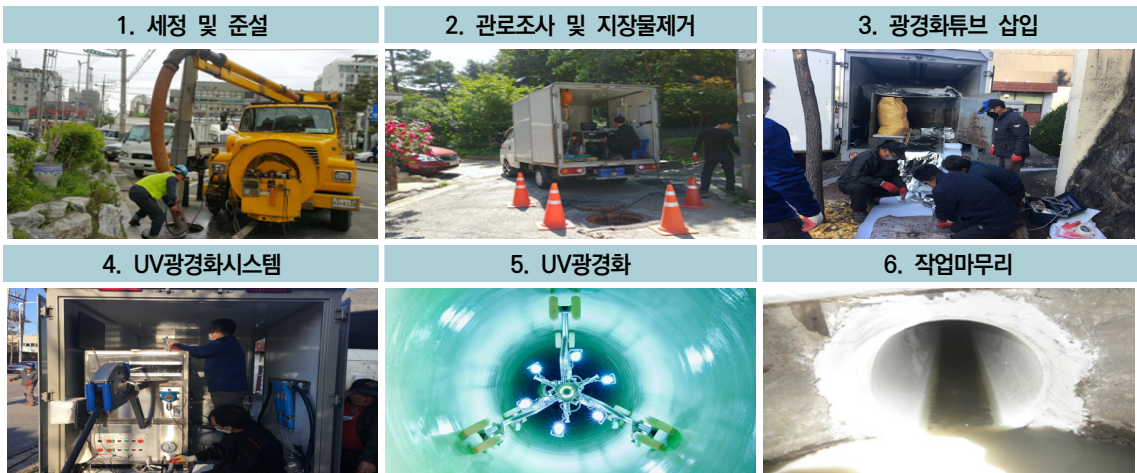 1. 세정 및 준설
2. 관로조사 및 지장물제거
3. 광경화튜브 삽입
4. UV광경화시스템
5. UV광경화
6. 작업마무리